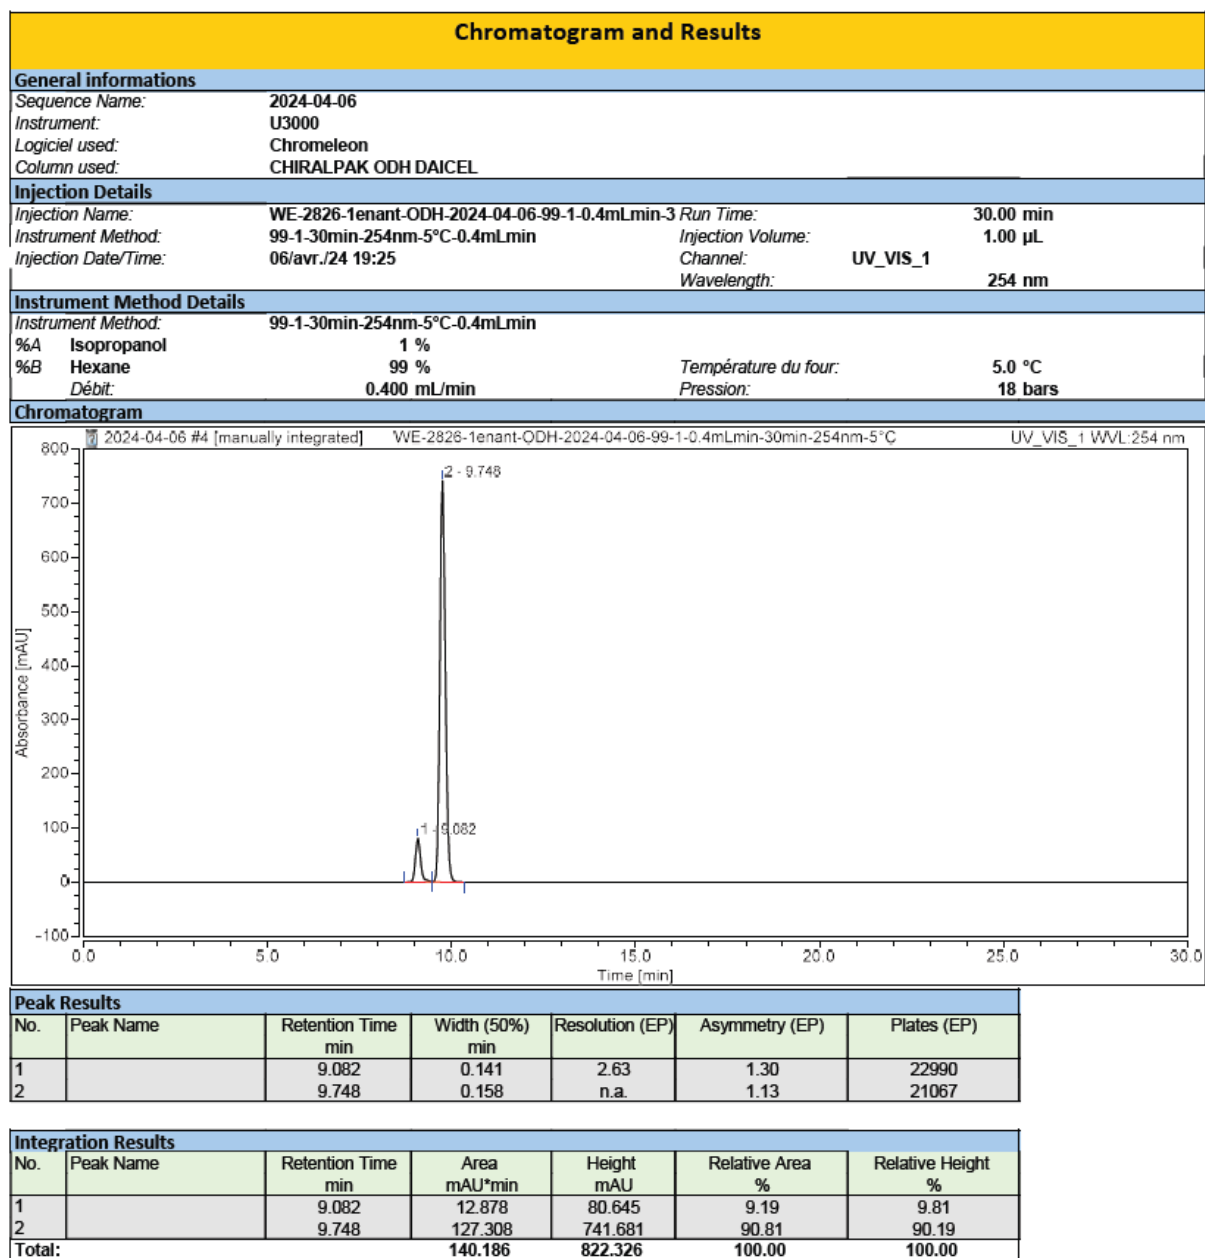 Chromatogram and Results
General informations
Sequence Name: 2024-04-06
Instrument: U3000
Logiciel used: Chromeleon
Column used: CHIRALPAK ODH DAICEL
Injection Details
Injection Name: WE-2826-1enant-ODH-2024-04-06-99-1-0.4mLmin-3 Run Time: 30.00 min
Instrument Method: 99-1-30min-254nm-5°C-0.4mLmin Injection Volume: 1.00 µL
Injection Date/Time: 06/avr./24 19:25 Channel: UV_VIS_1
Wavelength: 254 nm
Instrument Method Details
Instrument Method: 99-1-30min-254nm-5°C-0.4mLmin
%A Isopropanol 1 %
%B Hexane 99 % Température du four: 5.0 °C
Débit: 0.400 mL/min Pression: 18 bars
Chromatogram
2024-04-06 #4 [manually integrated] WE-2826-1enant-ODH-2024-04-06-99-1-0.4mLmin-30min-254nm-5°C UV_VIS_1 WVL:254 nm
800
2 - 9.748
700
600
500
400
300
200
100
1 - 9.082
0
-100
Absorbance [mAU]
0.0 5.0 10.0 15.0 20.0 25.0 30.0
Time [min]
Peak Results
No. Peak Name Retention Time Width (50%) Resolution (EP) Asymmetry (EP) Plates (EP)
min min
1 9.082 0.141 2.63 1.30 22990
2 9.748 0.158 n.a. 1.13 21067
Integration Results
No. Peak Name Retention Time Area Height Relative Area Relative Height
min mAU*min mAU % %
1 9.082 12.878 80.645 9.19 9.81
2 9.748 127.308 741.681 90.81 90.19
Total: 140.186 822.326 100.00 100.00